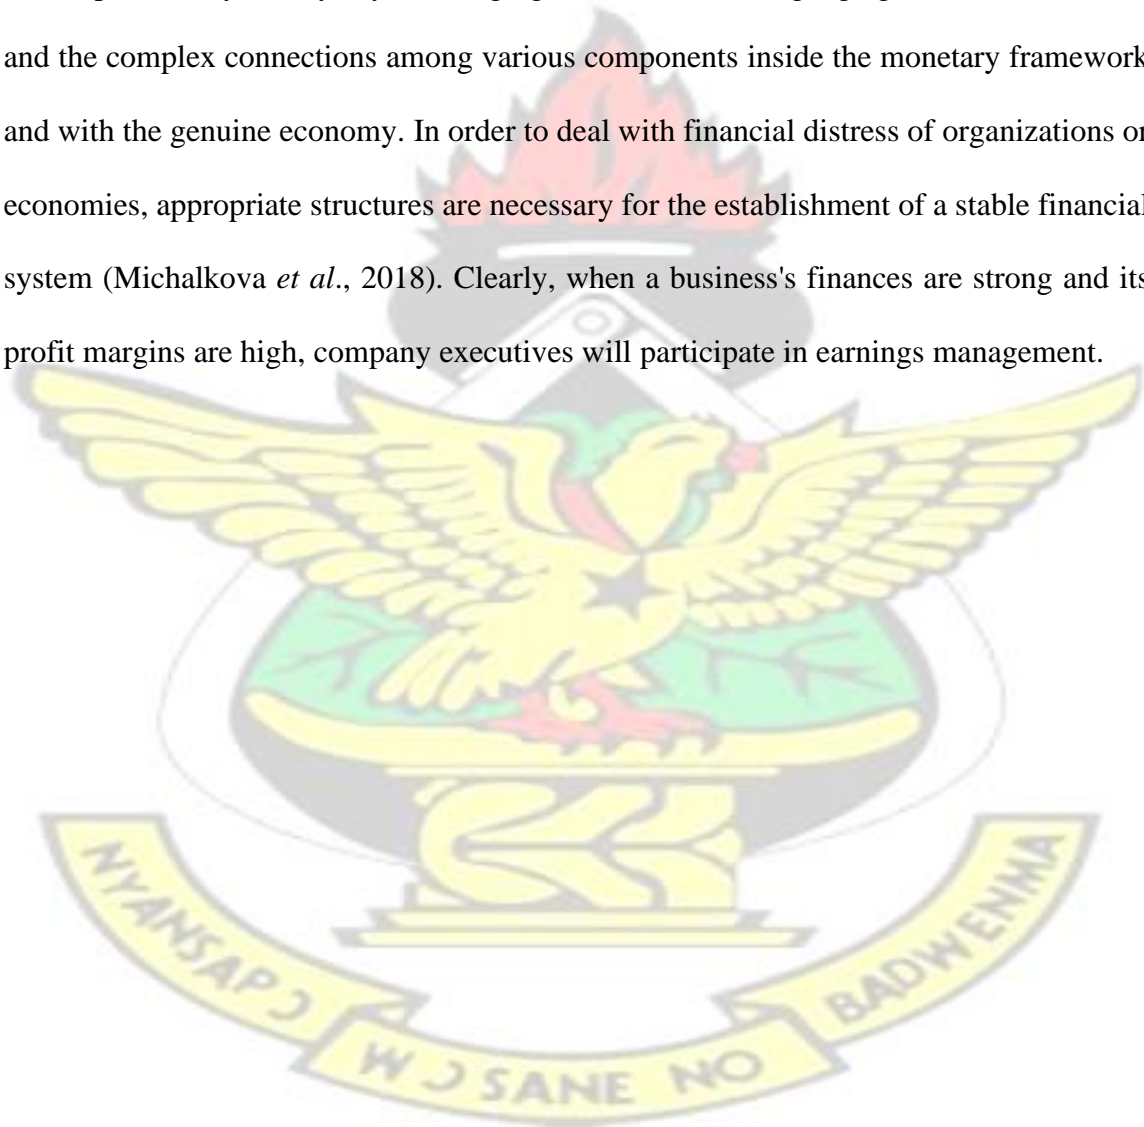 and the complex connections among various components inside the monetary framework
and with the genuine economy. In order to deal with financial distress of organizations or
economies, appropriate structures are necessary for the establishment of a stable financial
system (Michalkova et al., 2018). Clearly, when a business's finances are strong and its
profit margins are high, company executives will participate in earnings management.
NYANSAPƆ
WƆ SANE NO
BADWENMA